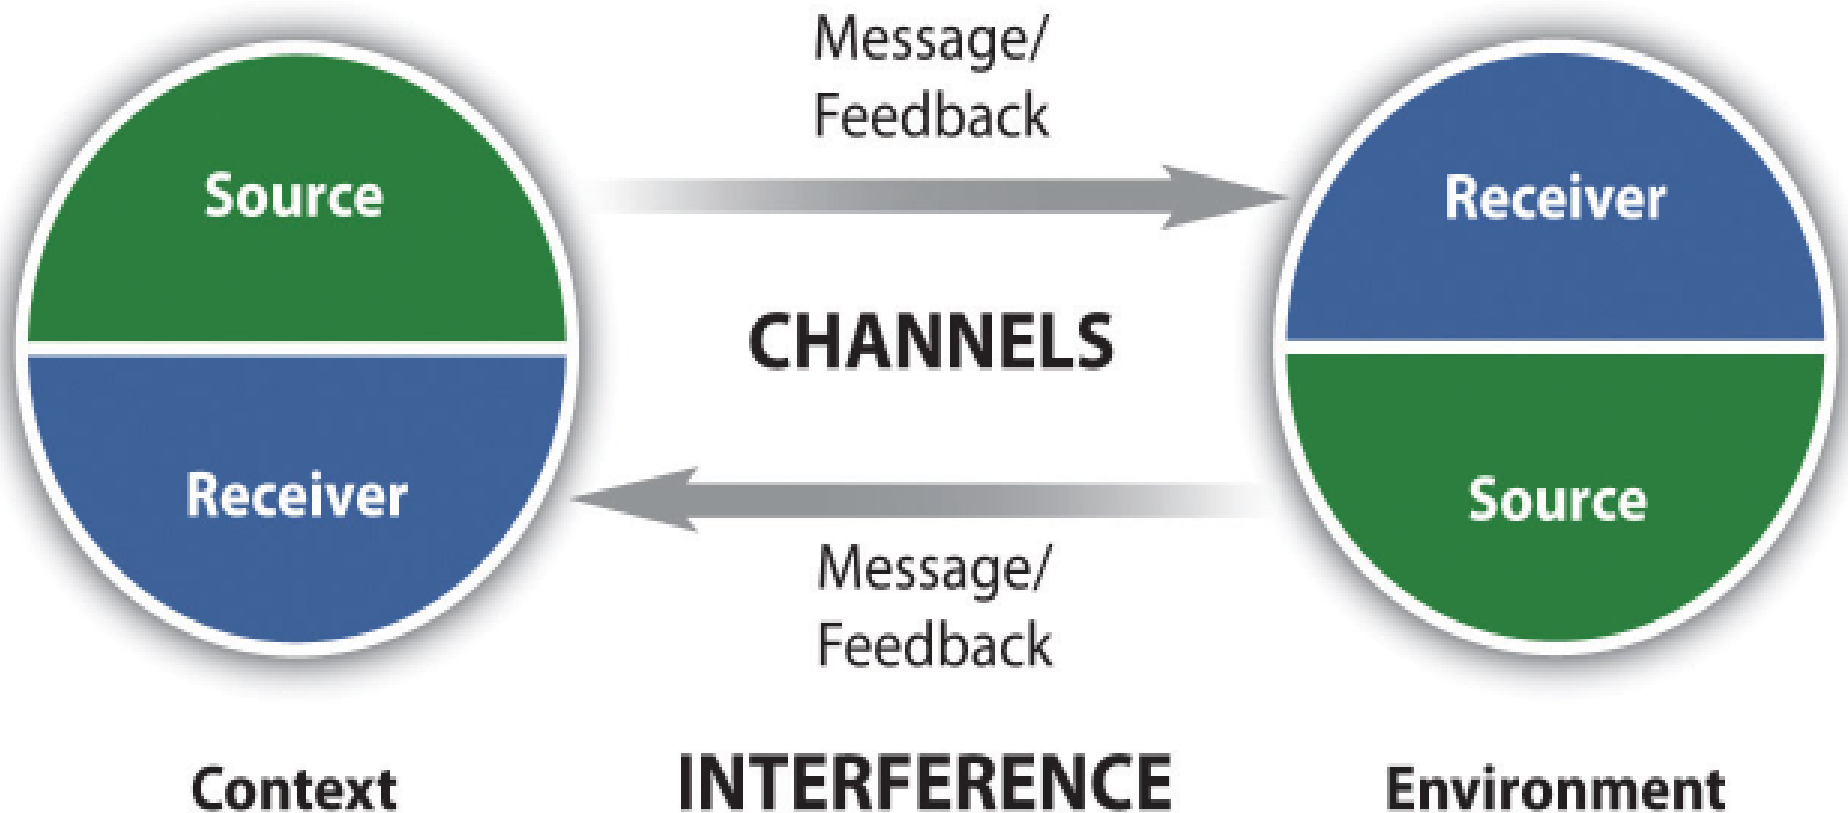 Message/
Feedback
Source
Receiver
CHANNELS
Receiver
Source
Message/
Feedback
Context
INTERFERENCE
Environment